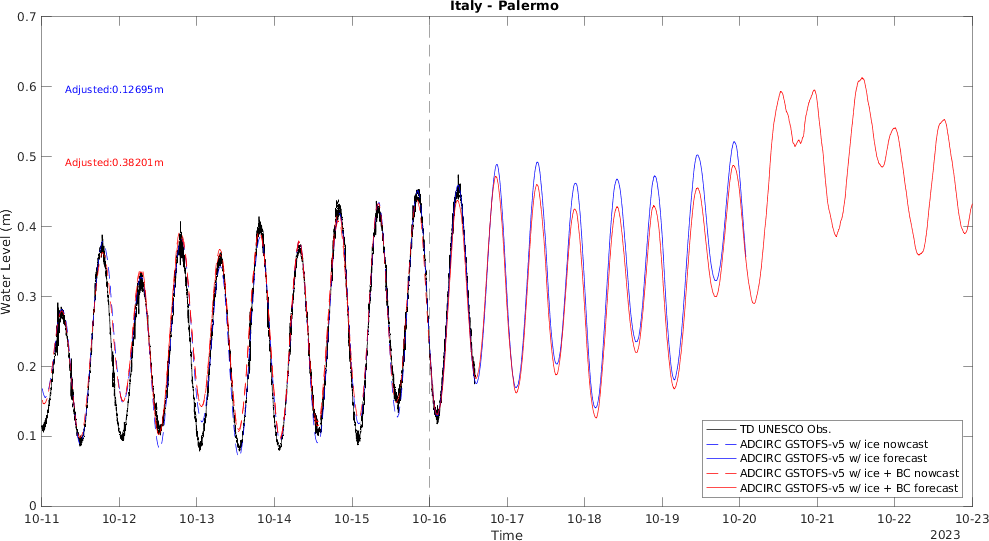 Italy - Palermo
0.7
0.6
0.5
0.4
0.3
0.2
0.1
0
Water Level (m)
Adjusted:0.12695m
Adjusted:0.38201m
TD UNESCO Obs.
ADCIRC GSTOFS-v5 w/ ice nowcast
ADCIRC GSTOFS-v5 w/ ice forecast
ADCIRC GSTOFS-v5 w/ ice + BC nowcast
ADCIRC GSTOFS-v5 w/ ice + BC forecast
10-11 10-12 10-13 10-14 10-15 10-16 10-17 10-18 10-19 10-20 10-21 10-22 10-23
Time
2023